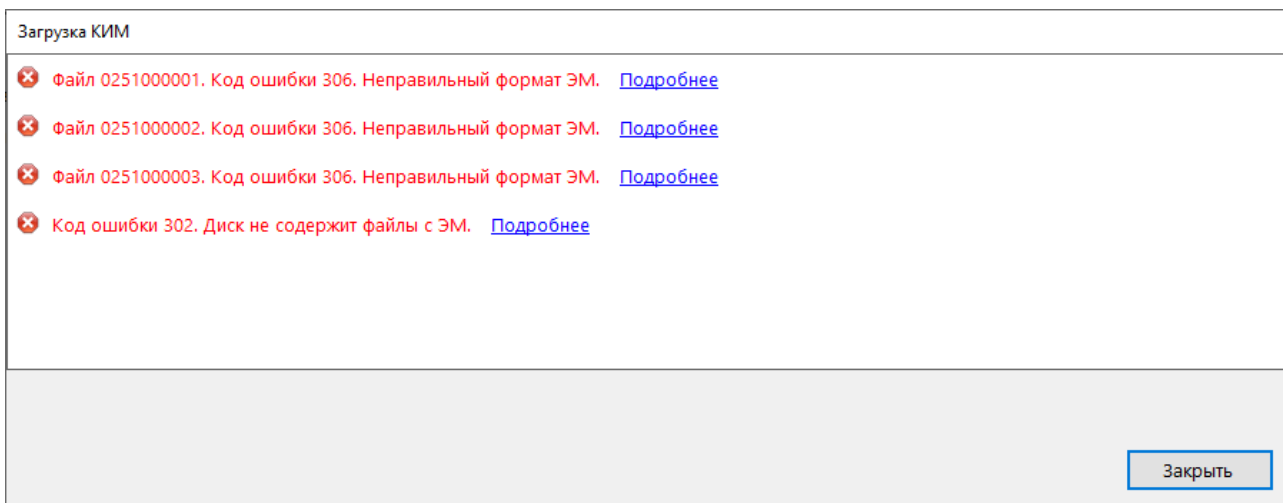 Загрузка КИМ
Файл 0251000001. Код ошибки 306. Неправильный формат ЭМ. Подробнее
Файл 0251000002. Код ошибки 306. Неправильный формат ЭМ. Подробнее
Файл 0251000003. Код ошибки 306. Неправильный формат ЭМ. Подробнее
Код ошибки 302. Диск не содержит файлы с ЭМ. Подробнее
Закрыть